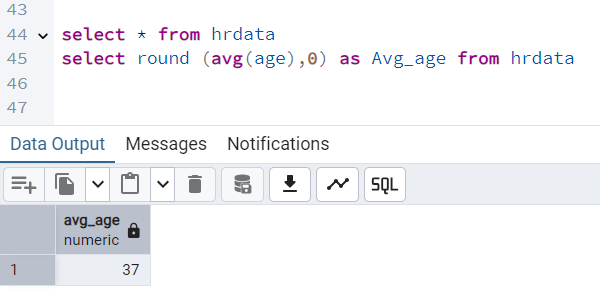 43
44 select * from hrdata
45 select round (avg(age),0) as Avg_age from hrdata
46
47
Data Output Messages Notifications
SQL
avg_age
numeric
1 37